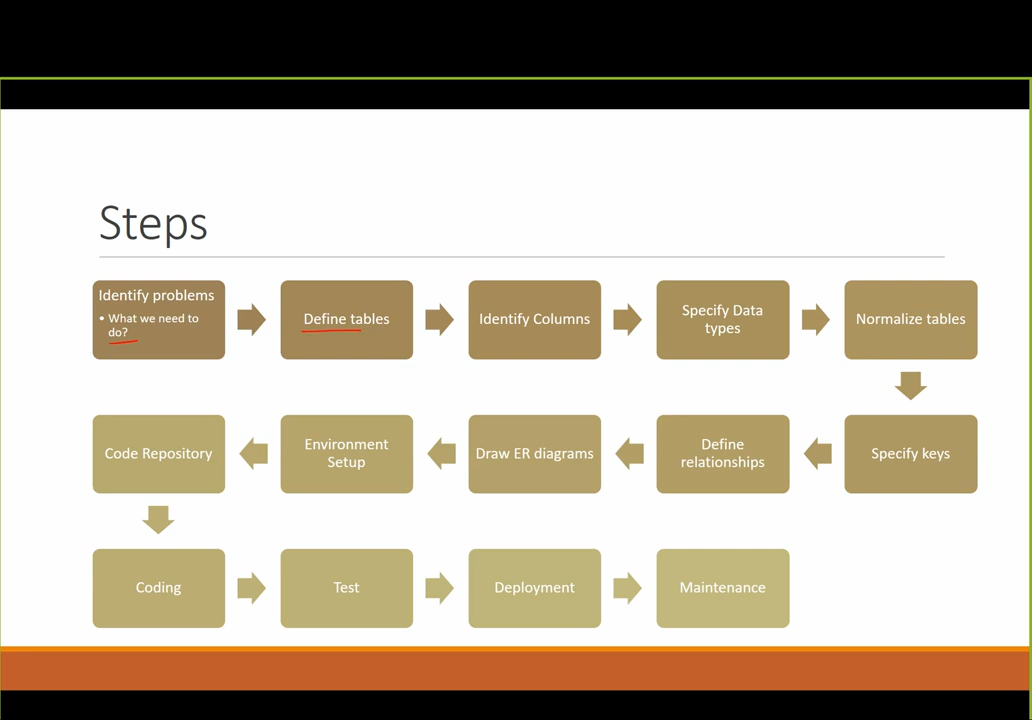 Steps
Identify problems
• What we need to
do?
Define tables
Identify Columns
Specify Data
types
Normalize tables
Specify keys
Define
relationships
Draw ER diagrams
Environment
Setup
Code Repository
Coding
Test
Deployment
Maintenance